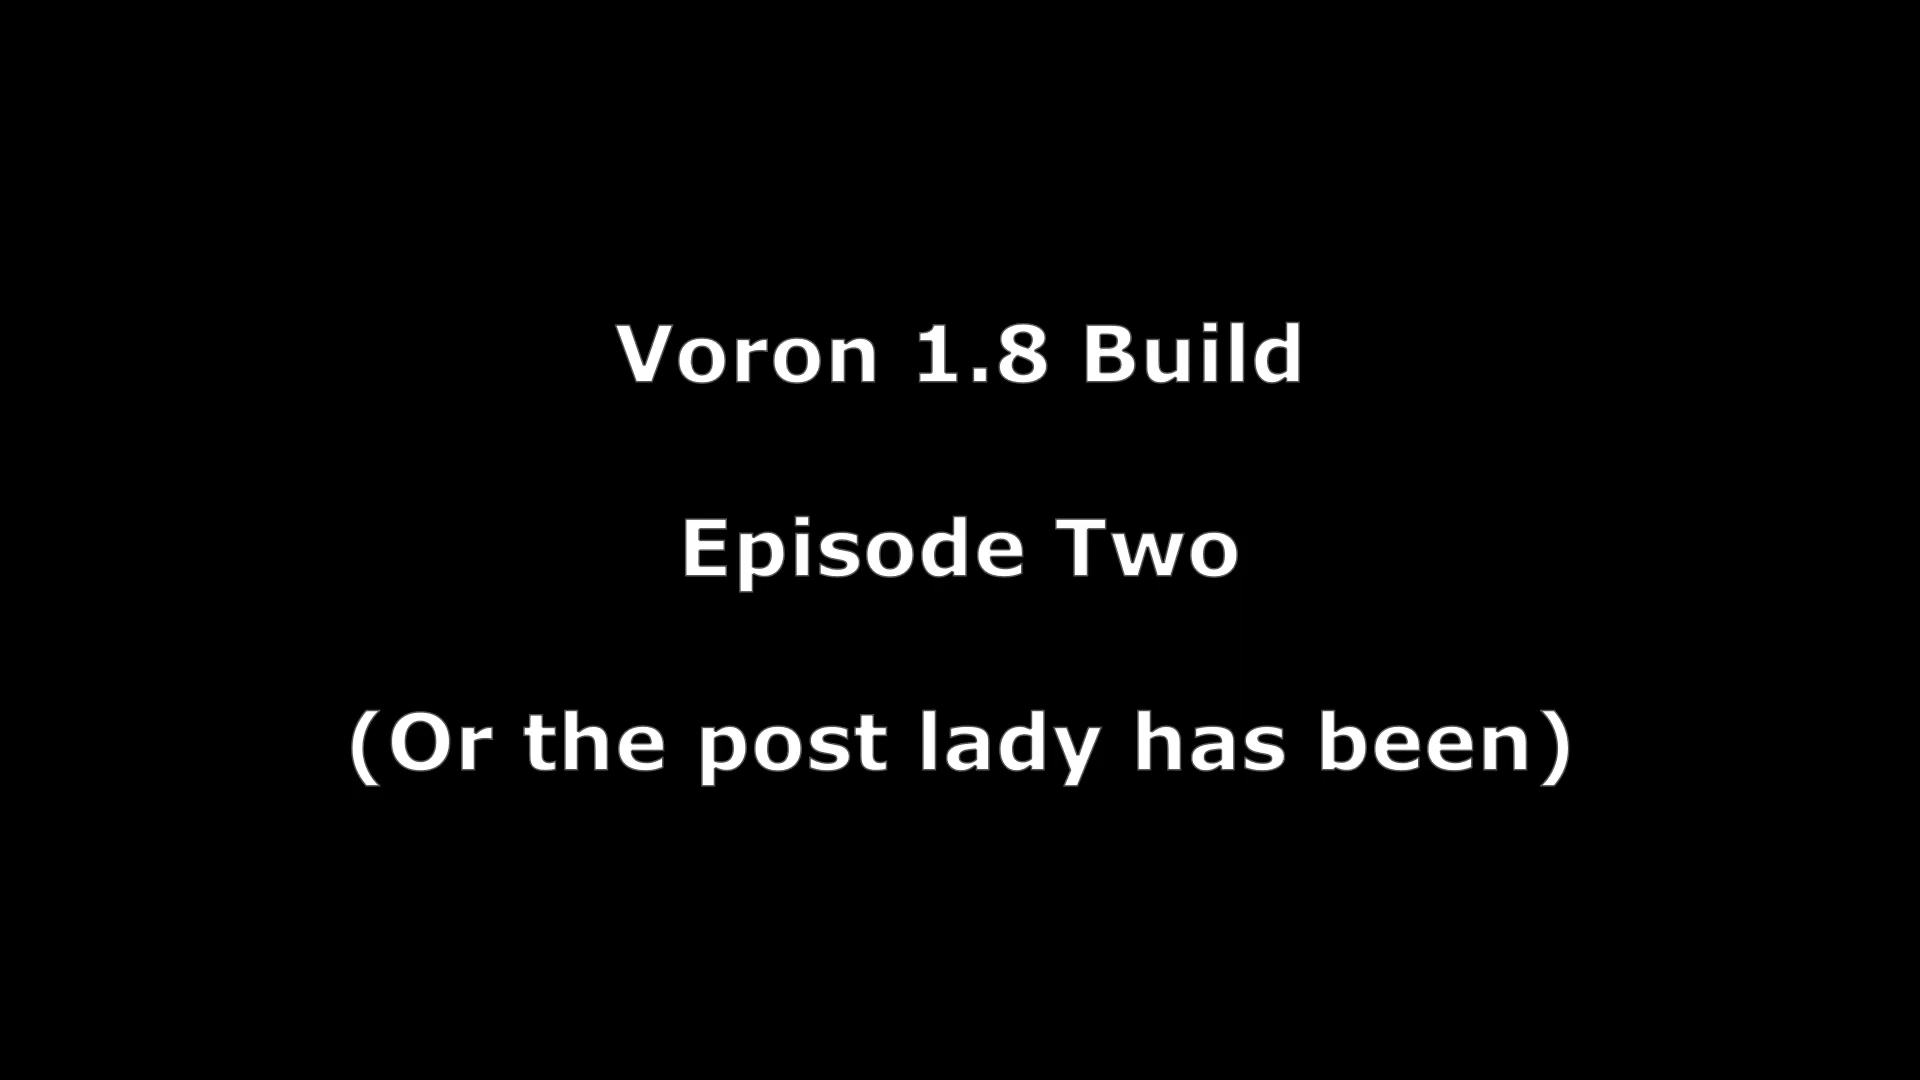 Voron 1.8 Build
Episode Two
(Or the post lady has been)